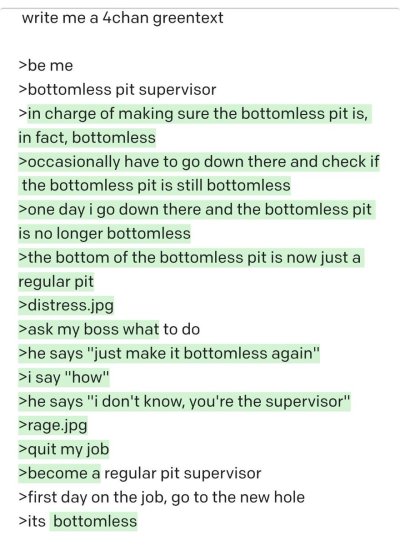 write me a 4chan greentext
>be me
>bottomless pit supervisor
>in charge of making sure the bottomless pit is,
in fact, bottomless
>occasionally have to go down there and check if
the bottomless pit is still bottomless
>one day i go down there and the bottomless pit
is no longer bottomless
>the bottom of the bottomless pit is now just a
regular pit
>distress.jpg
>ask my boss what to do
>he says "just make it bottomless again"
>i say "how"
>he says "i don't know, you're the supervisor"
>rage.jpg
>quit my job
>become a regular pit supervisor
>first day on the job, go to the new hole
>its bottomless